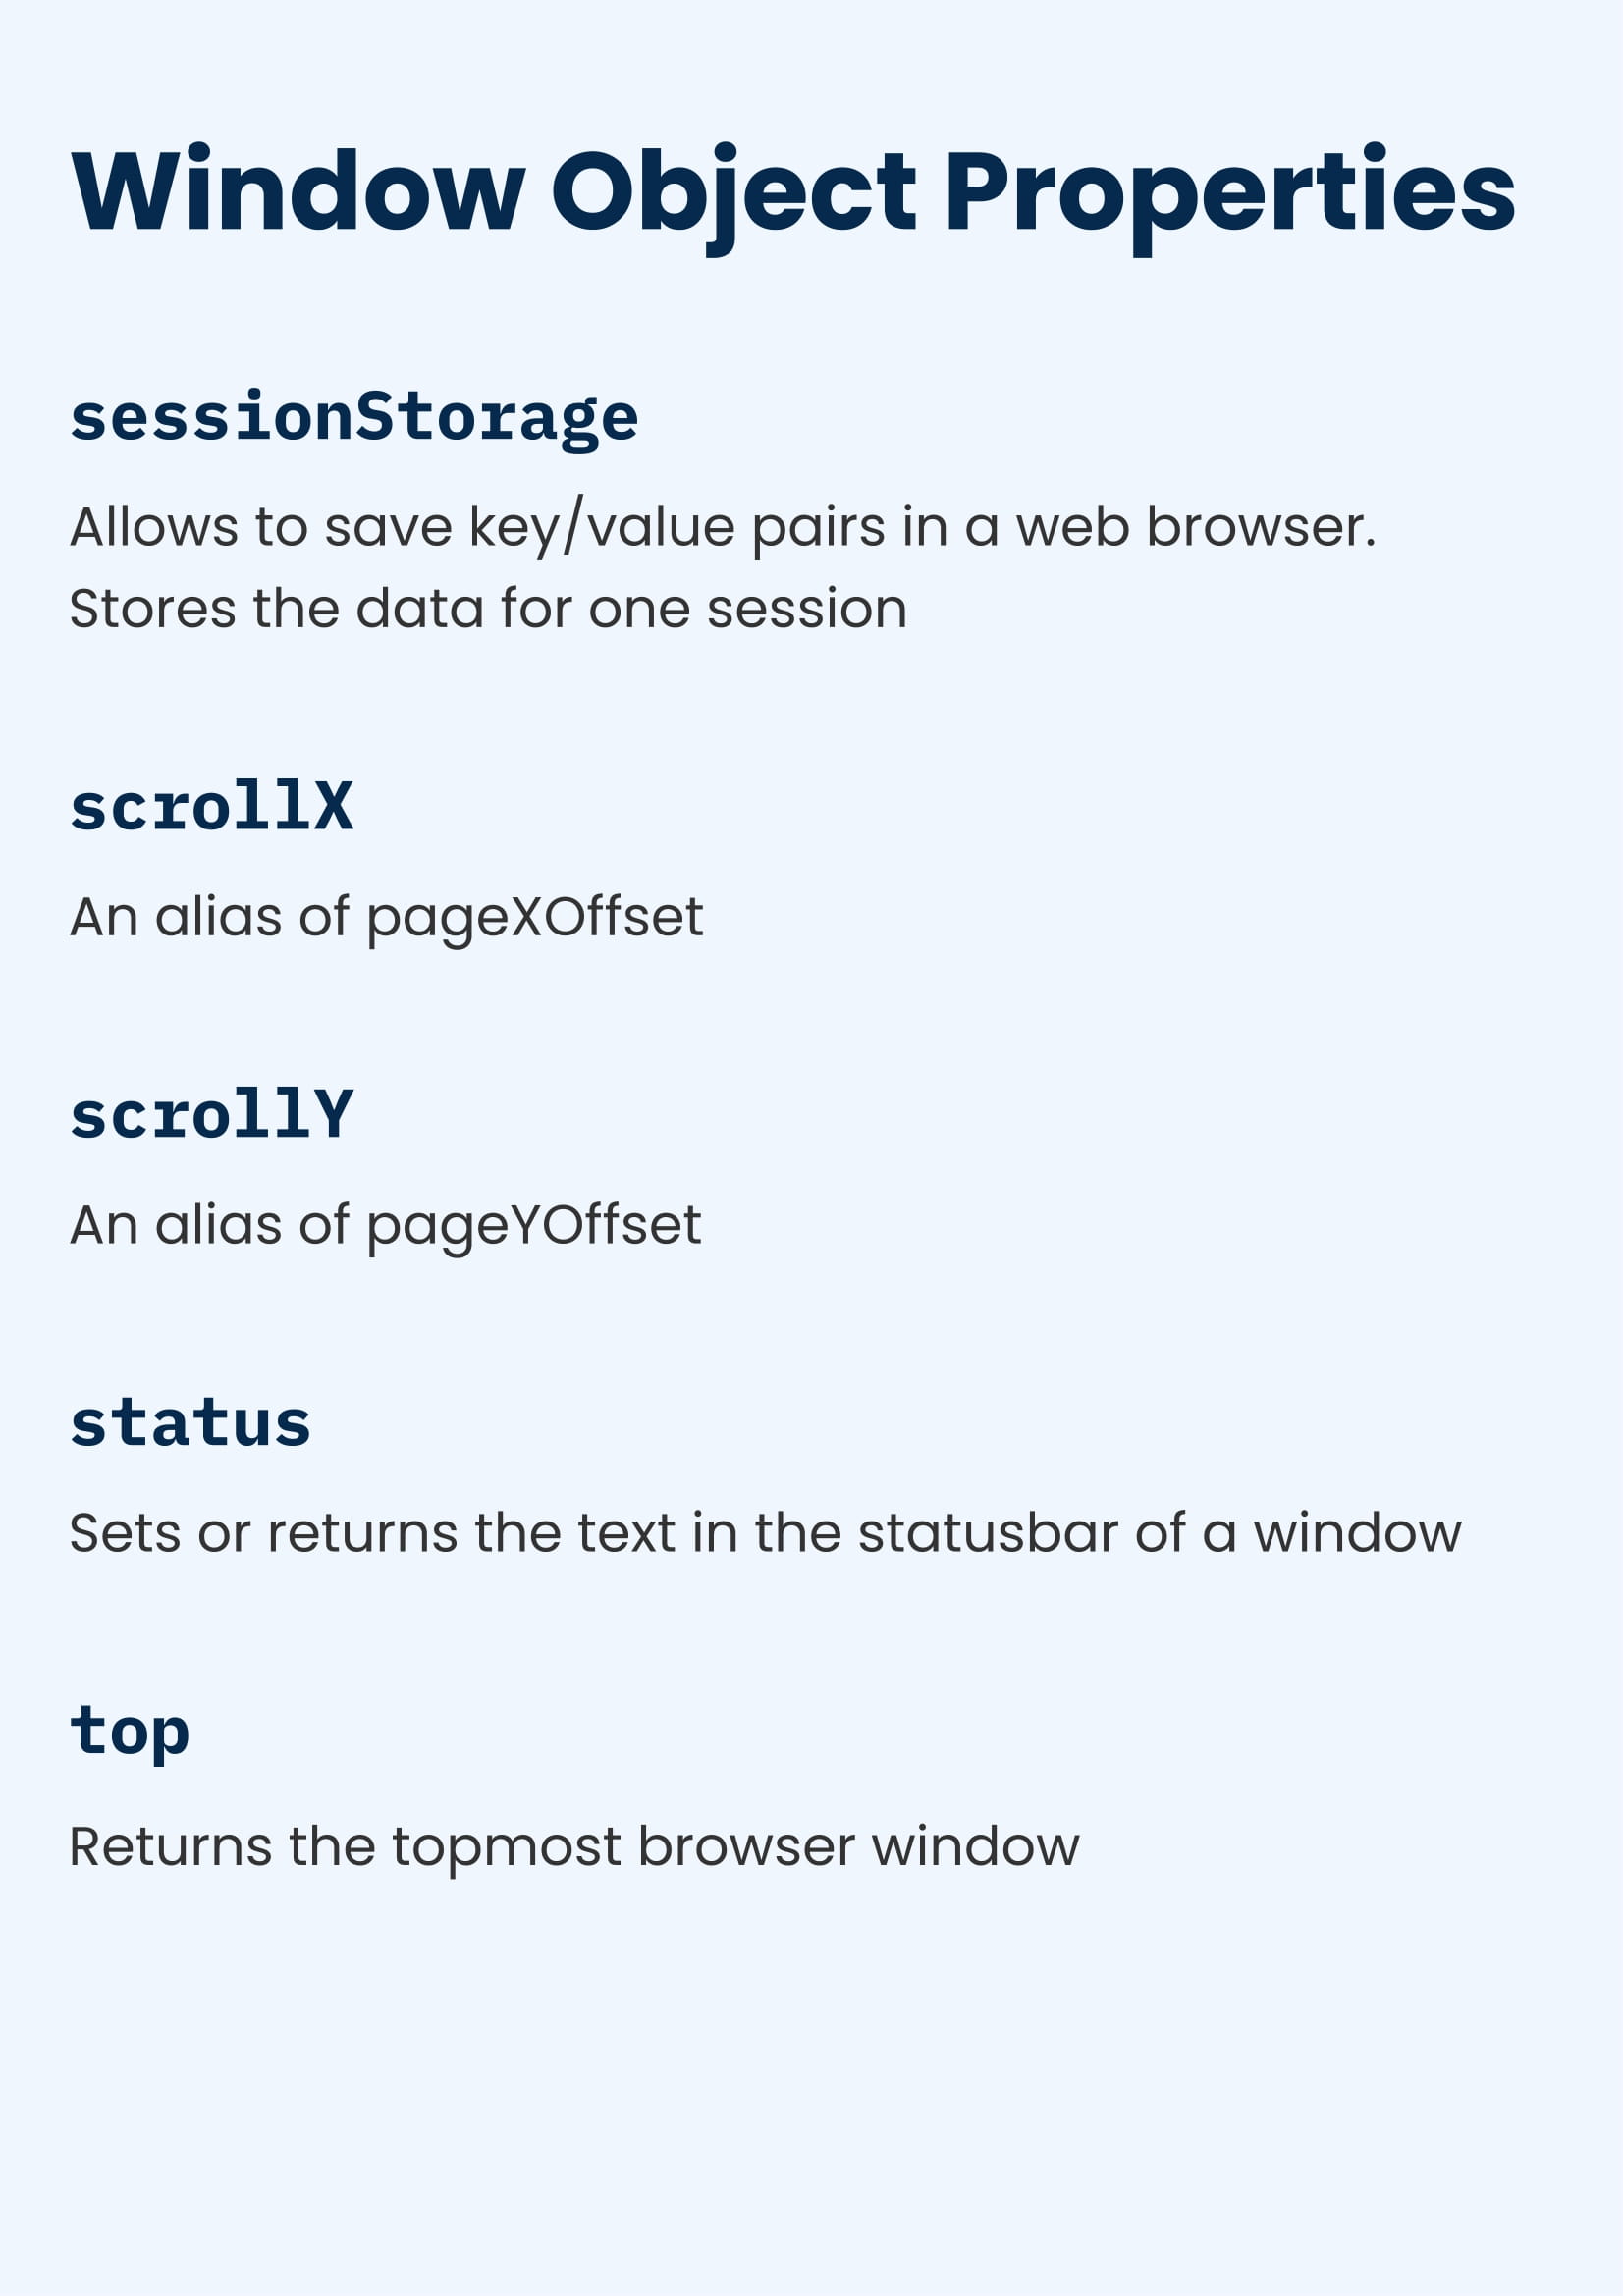 Window Object Properties
sessionStorage
Allows to save key/value pairs in a web browser.
Stores the data for one session
scrollX
An alias of pageXOffset
scrollY
An alias of pageYOffset
status
Sets or returns the text in the statusbar of a window
top
Returns the topmost browser window